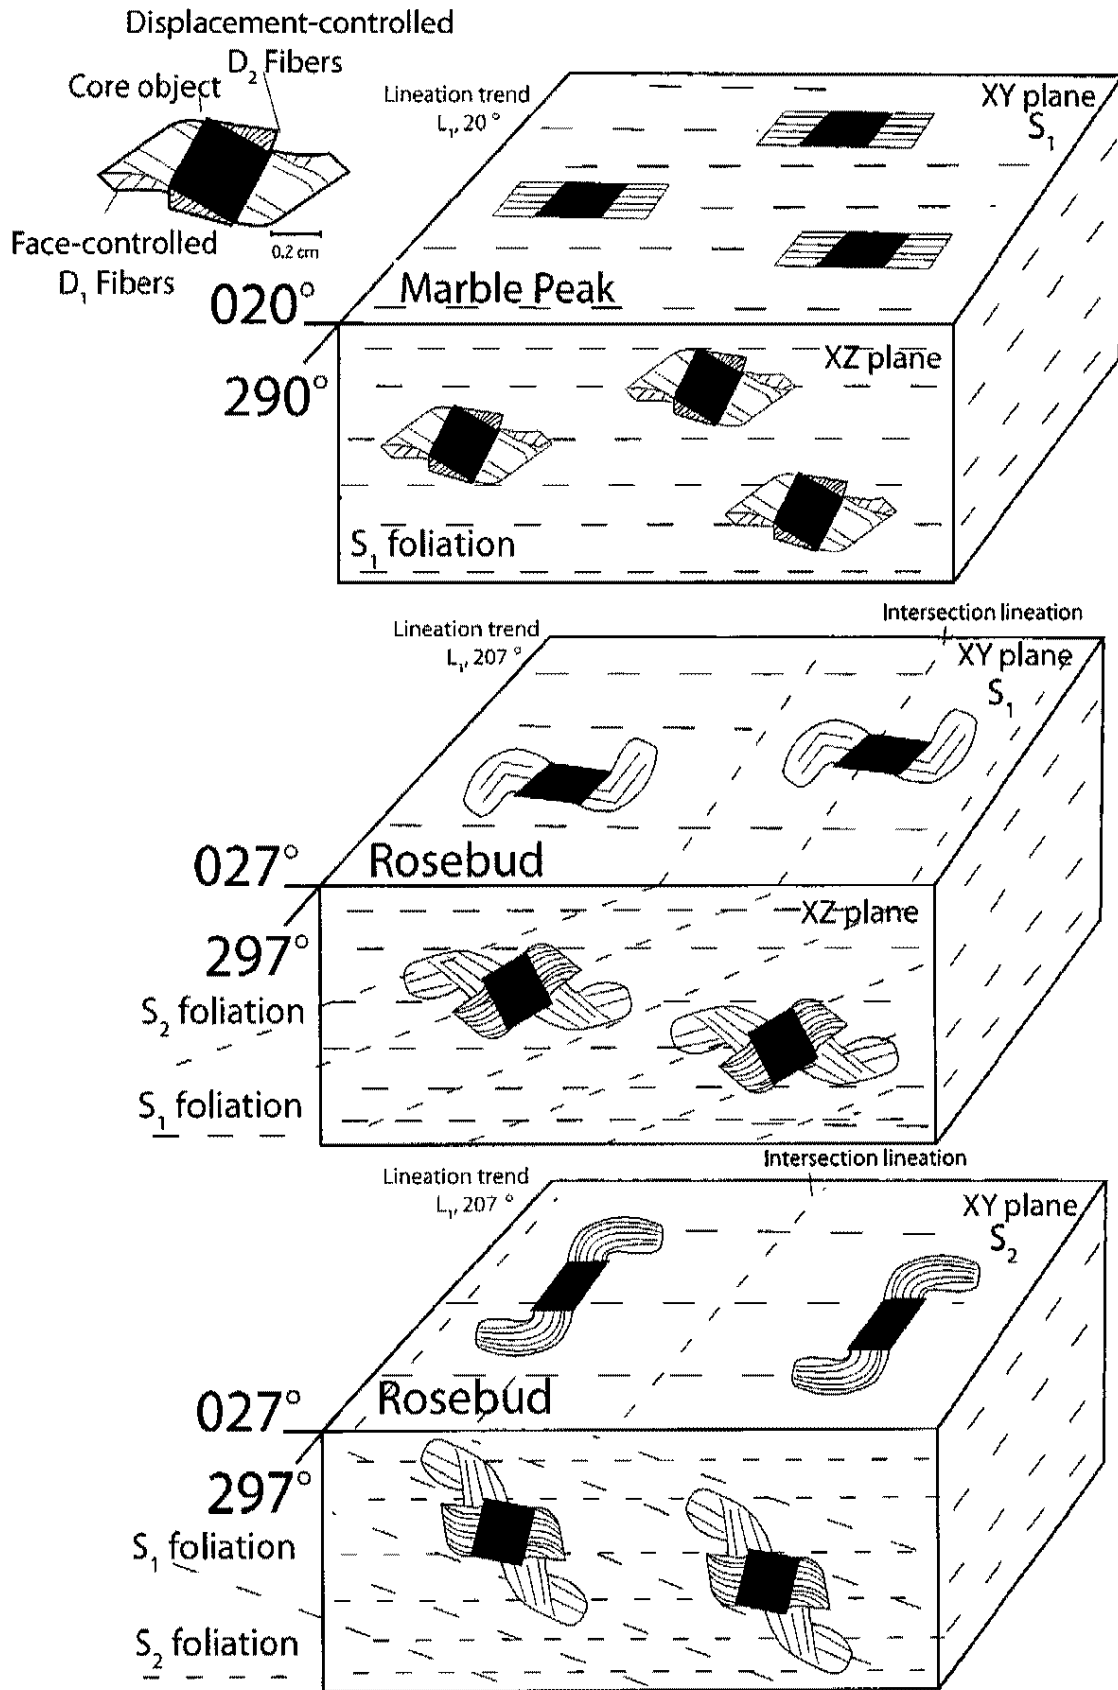 Displacement-controlled
D₂ Fibers
Core object
Face-controlled
D₁ Fibers
0.2 cm
Lineation trend
L₁, 20°
XY plane
S₁
020°
Marble Peak
290°
XZ plane
S₁ foliation
Lineation trend
L₁, 207°
Intersection lineation
XY plane
S₁
027°
Rosebud
297°
XZ plane
S₂ foliation
S₁ foliation
Lineation trend
L₁, 207°
Intersection lineation
XY plane
S₂
027°
Rosebud
297°
S₁ foliation
S₂ foliation